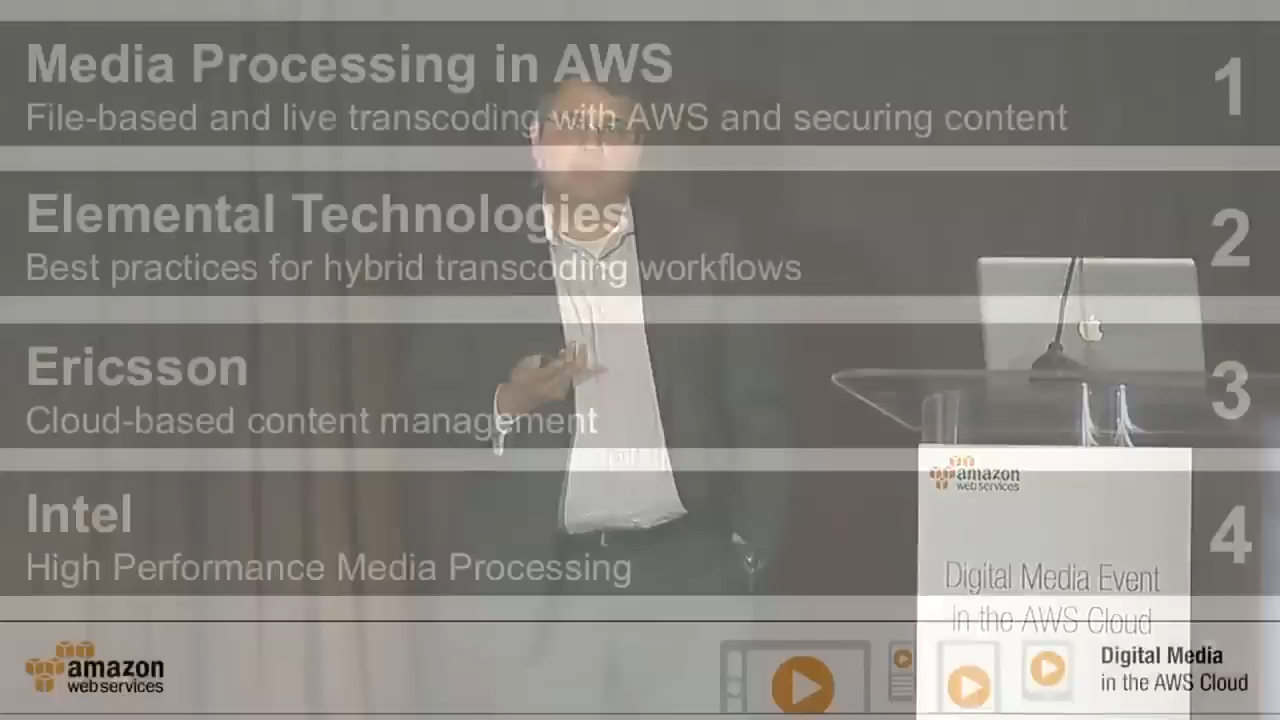 Media Processing in AWS
File-based and live transcoding with AWS and securing content
1
Elemental Technologies
Best practices for hybrid transcoding workflows
2
Ericsson
Cloud-based content management
3
Intel
High Performance Media Processing
4
amazon
web services
Digital Media Event
in the AWS Cloud
amazon
web services
Digital Media
in the AWS Cloud